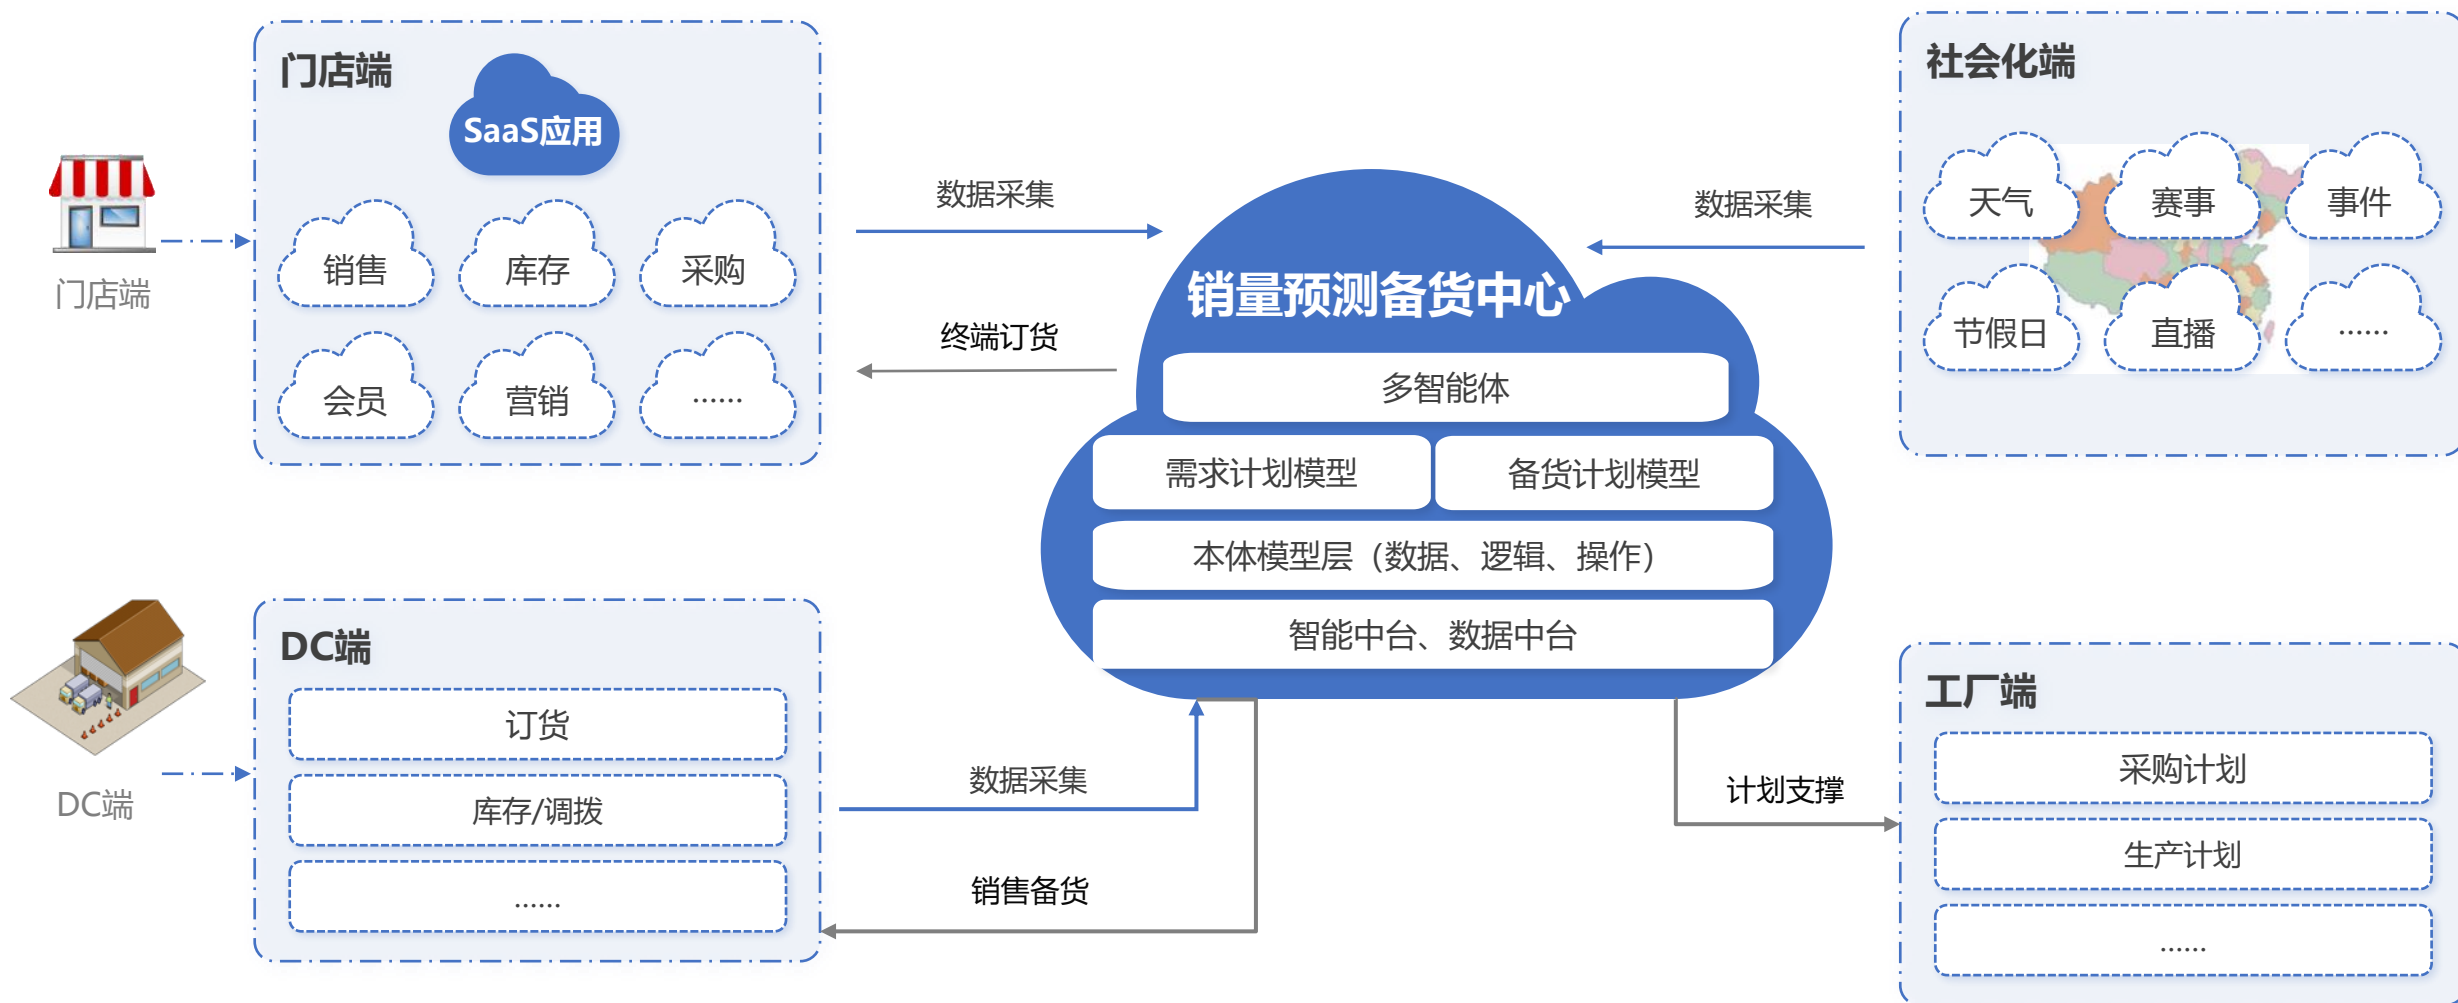 门店端
SaaS应用
销售
库存
采购
会员
营销
......
门店端
数据采集
终端订货
销量预测备货中心
多智能体
需求计划模型
备货计划模型
本体模型层（数据、逻辑、操作）
智能中台、数据中台
数据采集
社会化端
天气
赛事
事件
节假日
直播
......
DC端
订货
库存/调拨
......
DC端
数据采集
销售备货
计划支撑
工厂端
采购计划
生产计划
......